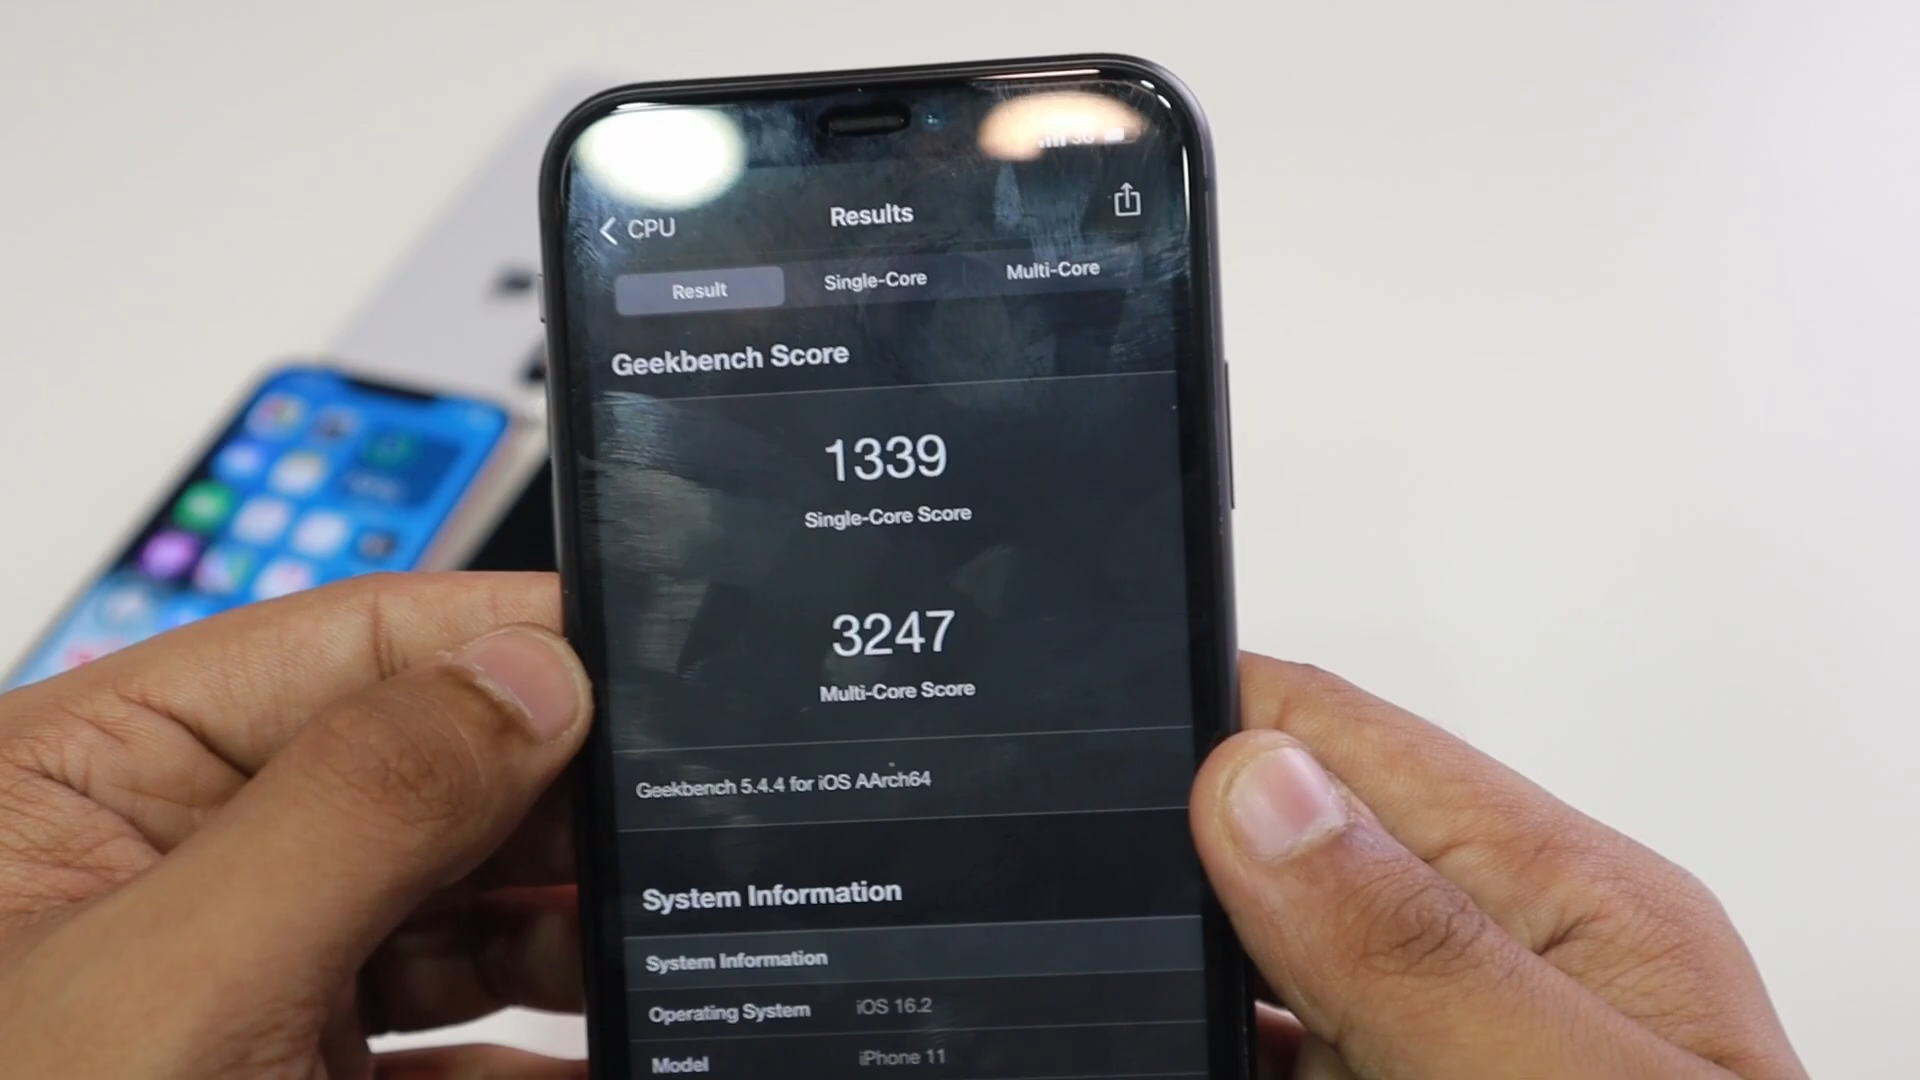 3G
CPU
Results
Result
Single-Core
Multi-Core
Geekbench Score
1339
Single-Core Score
3247
Multi-Core Score
Geekbench 5.4.4 for iOS AArch64
System Information
System Information
Operating System iOS 16.2
Model iPhone 11